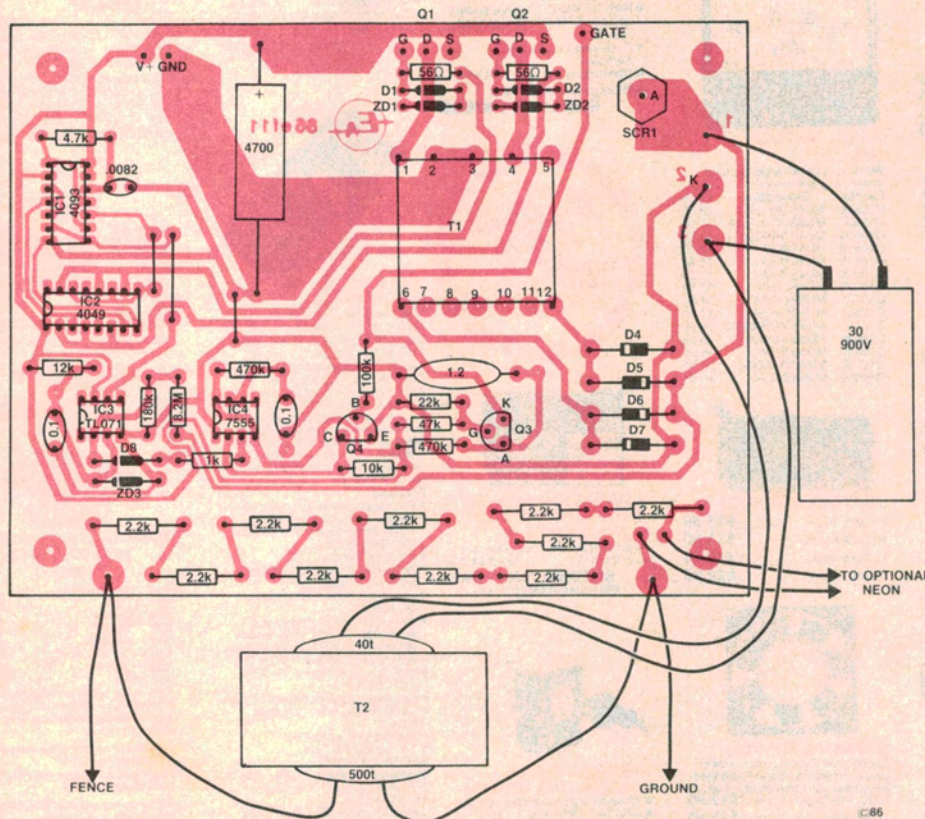 Q1 Q2
G D S G D S GATE
V+ GND
56Ω 56Ω
D1 D2
ZD1 ZD2
A
SCR1
+
4700
EA 86ef11
1
4.7k
.0082
IC1
4093
K 2
3
1 2 3 4 5
T1
6 7 8 9 10 11 12
IC2
4049
30
900V
D4
D5
D6
D7
12k
470k
100k
1.2
IC3
TL071
180k
8.2M
IC4
7555
0.1
0.1
B
C E
Q4
22k
47k
470k
10k
K
G Q3
A
D8
1k
ZD3
2.2k 2.2k 2.2k 2.2k 2.2k
2.2k
2.2k 2.2k 2.2k 2.2k
TO OPTIONAL
NEON
40t
T2
500t
FENCE
GROUND
86